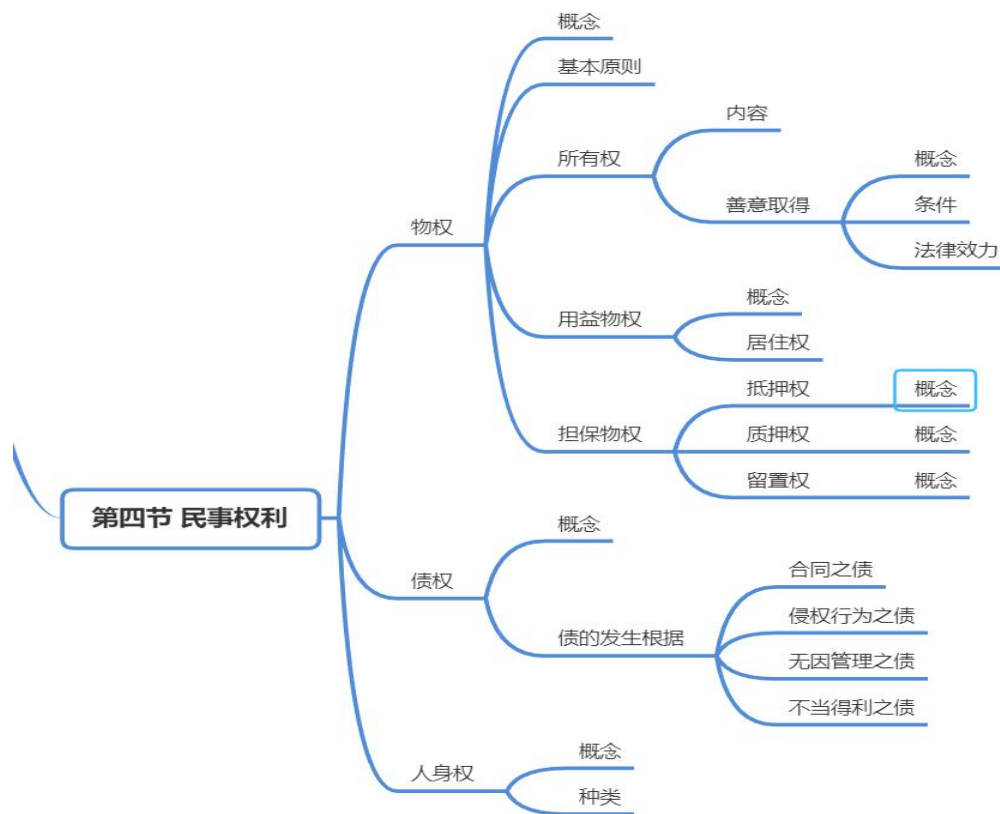 概念
基本原则
内容
所有权
概念
善意取得
条件
法律效力
物权
概念
用益物权
居住权
抵押权
概念
担保物权
质押权
概念
留置权
概念
第四节 民事权利
概念
债权
合同之债
侵权行为之债
债的发生根据
无因管理之债
不当得利之债
概念
人身权
种类